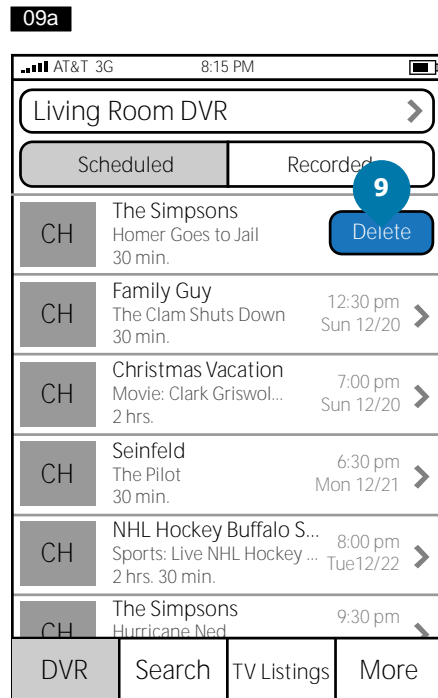 09a
AT&T 3G 8:15 PM
Living Room DVR
Scheduled Recorded
9
CH
The Simpsons
Homer Goes to Jail
30 min.
Delete
CH
Family Guy
The Clam Shuts Down
30 min.
12:30 pm
Sun 12/20
CH
Christmas Vacation
Movie: Clark Griswol...
2 hrs.
7:00 pm
Sun 12/20
CH
Seinfeld
The Pilot
30 min.
6:30 pm
Mon 12/21
CH
NHL Hockey Buffalo S...
Sports: Live NHL Hockey ...
2 hrs. 30 min.
8:00 pm
Tue12/22
CH
The Simpsons
Hurricane Ned
9:30 pm
DVR Search TV Listings More